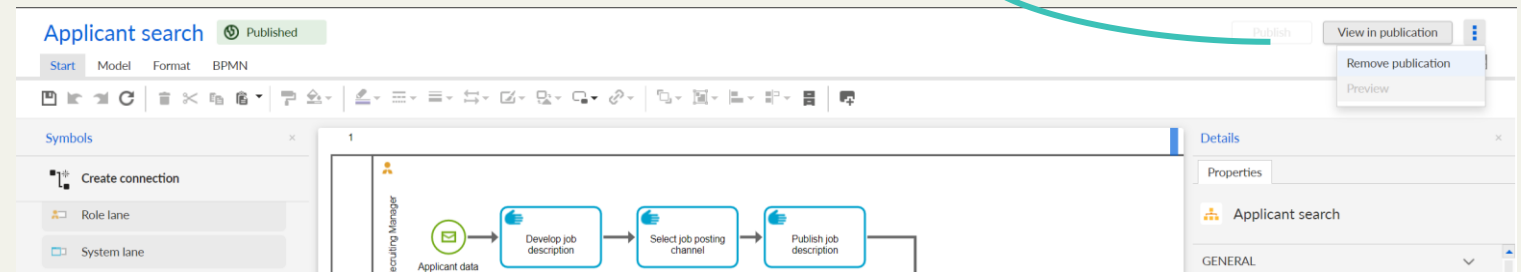 Applicant search
Published
Publish
View in publication
Remove publication
Preview
Start Model Format BPMN
Symbols
Create connection
Role lane
System lane
1
Recruiting Manager
Applicant data
Develop job
description
Select job posting
channel
Publish job
description
Details
Properties
Applicant search
GENERAL